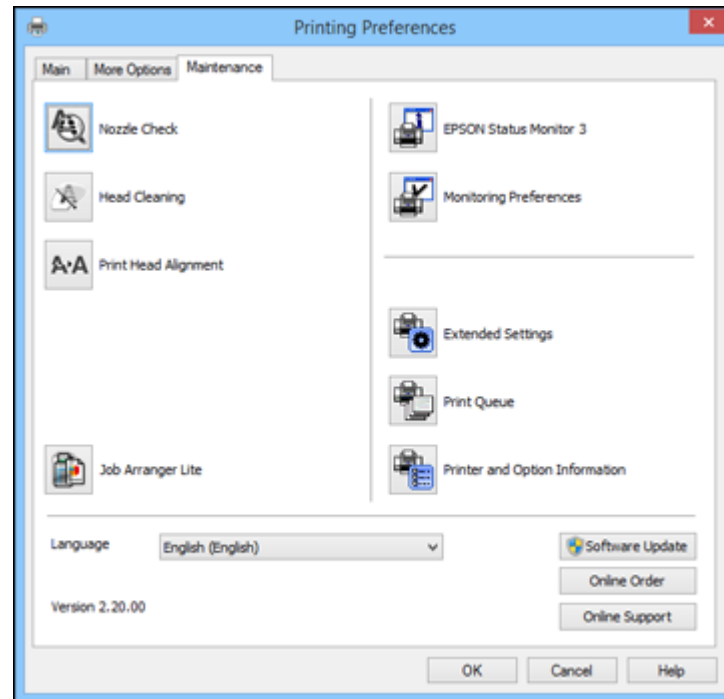 Printing Preferences
Main
More Options
Maintenance
Nozzle Check
EPSON Status Monitor 3
Head Cleaning
Monitoring Preferences
A·A
Print Head Alignment
Extended Settings
Print Queue
Job Arranger Lite
Printer and Option Information
Language
English (English)
Software Update
Online Order
Version 2.20.00
Online Support
OK
Cancel
Help